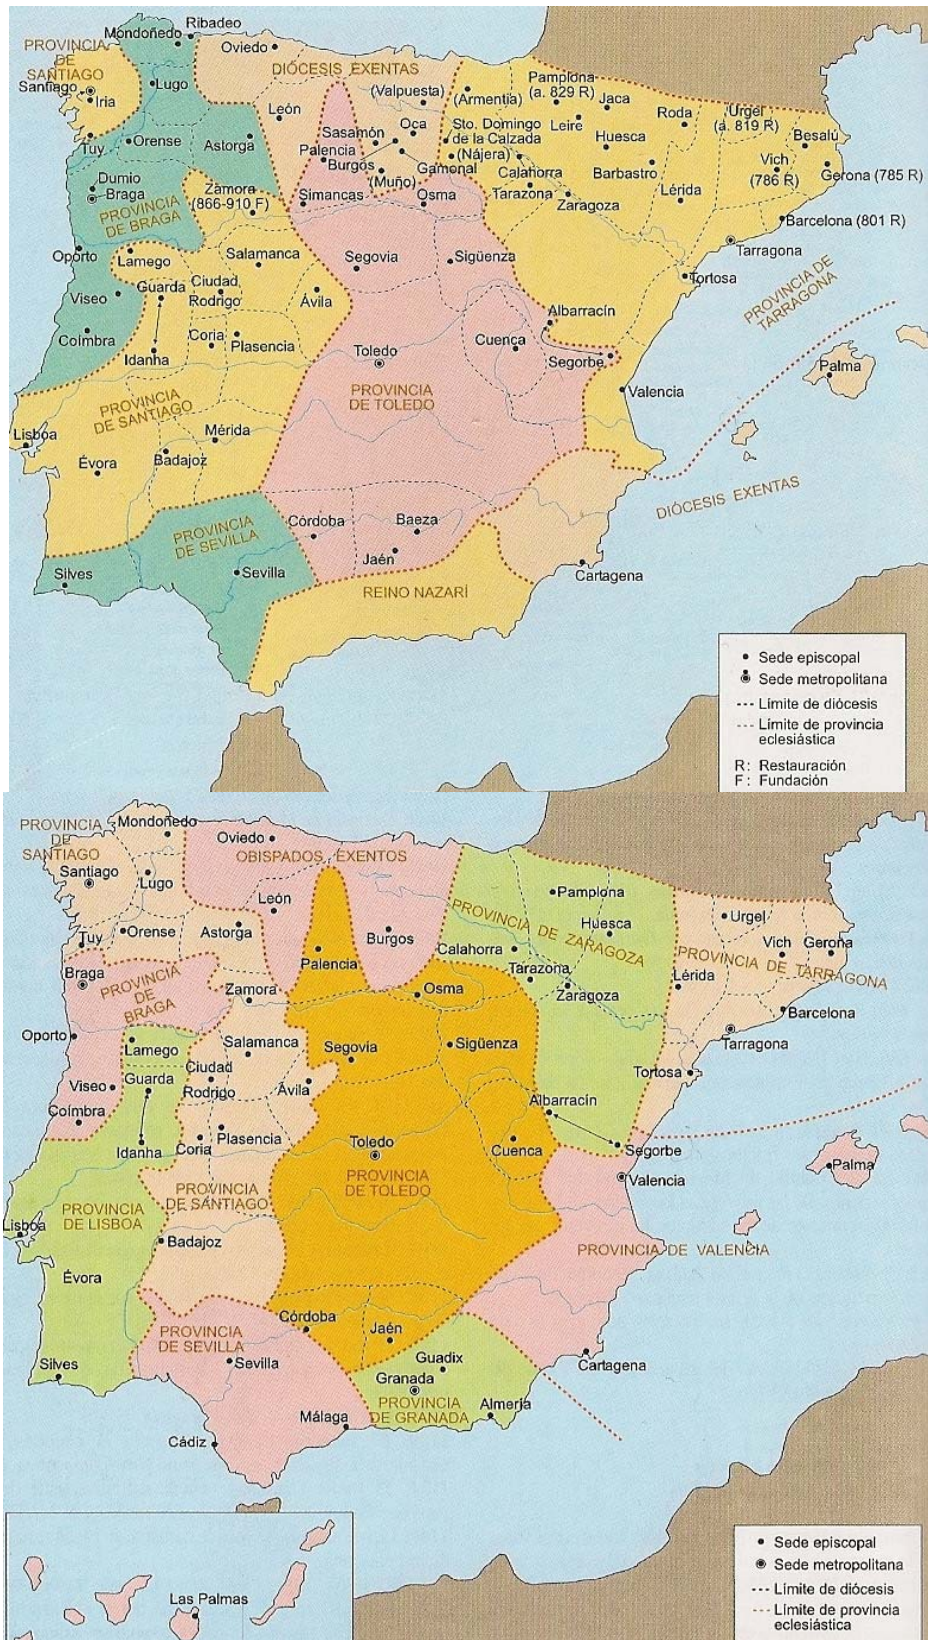 Ribadeo
Mondoñedo
PROVINCIA
DE
SANTIAGO
Santiago
Iria
Lugo
Oviedo
DIÓCESIS EXENTAS
(Valpuesta)
(Armentia)
Pamplona
(a. 829 R)
Jaca
Roda
Urgel
(a. 819 R)
Besalú
León
Oca
Sto. Domingo
de la Calzada
(Nájera)
Leire
Huesca
Vich
(786 R)
Gerona (785 R)
Tuy
Orense
Astorga
Sasamón
Palencia
Burgos
Gamonal
(Muño)
Calahorra
Tarazona
Barbastro
Lérida
Zaragoza
Dumio
Braga
PROVINCIA
DE BRAGA
Zamora
(866-910 F)
Simancas
Osma
Barcelona (801 R)
Tarragona
Oporto
Lamego
Salamanca
Segovia
Sigüenza
Tortosa
PROVINCIA DE
TARRAGONA
Viseo
Guarda
Ciudad
Rodrigo
Ávila
Albarracín
Coímbra
Idanha
Coria
Plasencia
Toledo
Cuenca
Segorbe
Palma
PROVINCIA
DE SANTIAGO
PROVINCIA
DE TOLEDO
Valencia
Lisboa
Mérida
Évora
Badajoz
DIÓCESIS EXENTAS
PROVINCIA
DE SEVILLA
Córdoba
Baeza
Jaén
Silves
Sevilla
REINO NAZARÍ
Cartagena
Sede episcopal
Sede metropolitana
Límite de diócesis
Límite de provincia
eclesiástica
R: Restauración
F: Fundación
PROVINCIA
DE
SANTIAGO
Mondoñedo
Oviedo
OBISPADOS EXENTOS
Santiago
Lugo
León
Pamplona
PROVINCIA DE ZARAGOZA
Huesca
Urgel
Tuy
Orense
Astorga
Burgos
Calahorra
Vich
Gerona
PROVINCIA DE TARRAGONA
Braga
PROVINCIA
DE
BRAGA
Zamora
Palencia
Osma
Tarazona
Zaragoza
Lérida
Barcelona
Oporto
Lamego
Salamanca
Segovia
Sigüenza
Tarragona
Viseo
Guarda
Ciudad
Rodrigo
Ávila
Tortosa
Coímbra
Albarracín
Idanha
Coria
Plasencia
Toledo
Cuenca
Segorbe
Palma
PROVINCIA
DE SANTIAGO
PROVINCIA
DE TOLEDO
Valencia
PROVINCIA
DE LISBOA
Lisboa
Badajoz
PROVINCIA DE VALENCIA
Évora
Córdoba
PROVINCIA
DE SEVILLA
Jaén
Silves
Sevilla
Guadix
Granada
Cartagena
PROVINCIA
DE GRANADA
Almería
Málaga
Cádiz
Las Palmas
Sede episcopal
Sede metropolitana
Límite de diócesis
Límite de provincia
eclesiástica